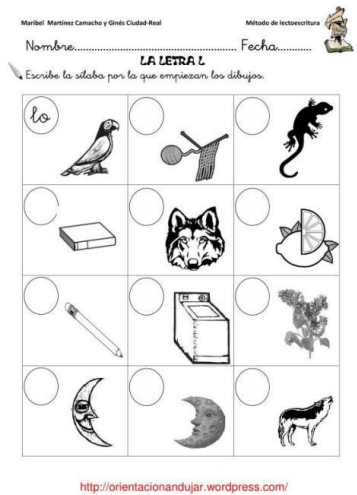 Maribel Martínez Camacho y Ginés Ciudad-Real Método de lectoescritura
Nombre................................................ Fecha...........
LA LETRA L
Escribe la sílaba por la que empiezan los dibujos.
lo
http://orientacionandujar.wordpress.com/